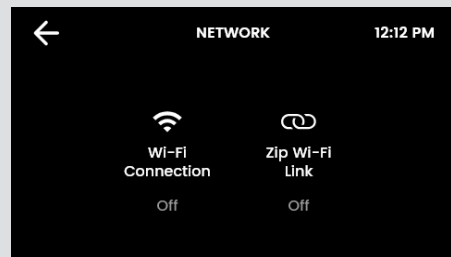 NETWORK 12:12 PM
Wi-Fi Zip Wi-Fi
Connection Link
Off Off